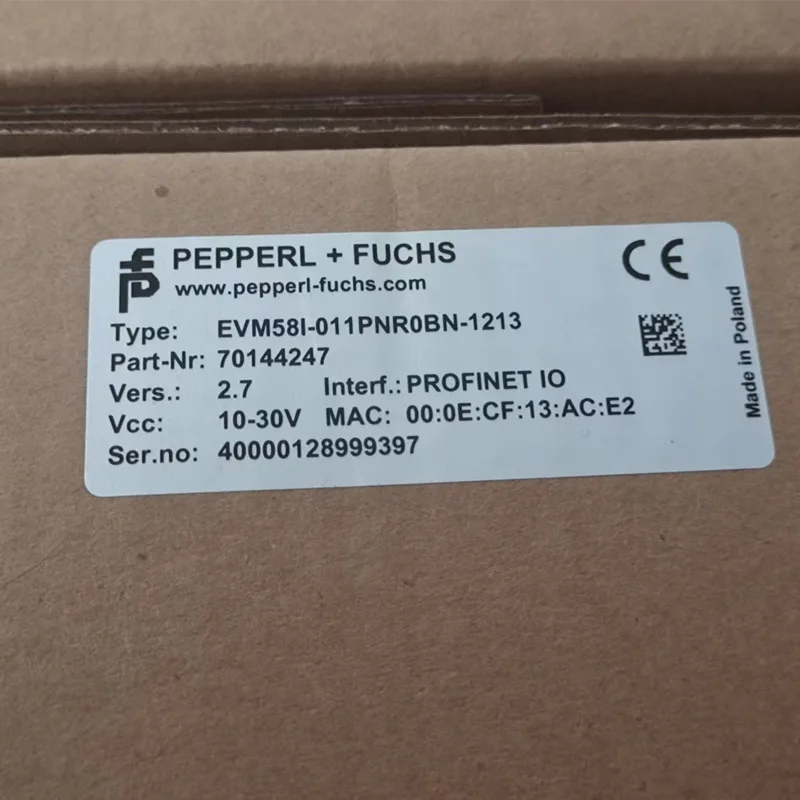 PEPPERL + FUCHS
www.pepperl-fuchs.com
Type: EVM58I-011PNR0BN-1213
Part-Nr: 70144247
Vers.: 2.7 Interf.: PROFINET IO
Vcc: 10-30V MAC: 00:0E:CF:13:AC:E2
Ser.no: 40000128999397
CE
Made in Poland